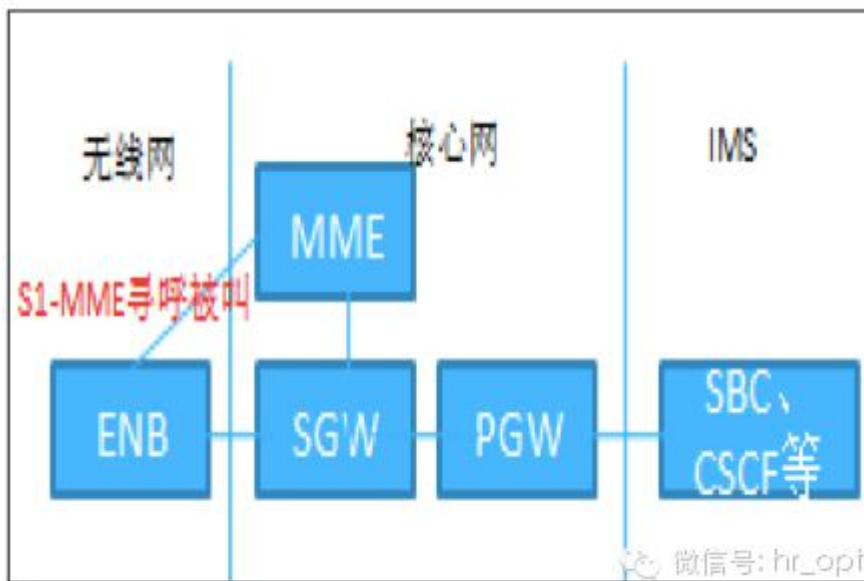 无线网
核心网
IMS
MME
S1-MME寻呼被叫
ENB
SGW
PGW
SBC、
CSCF等
微信号: hr_opt